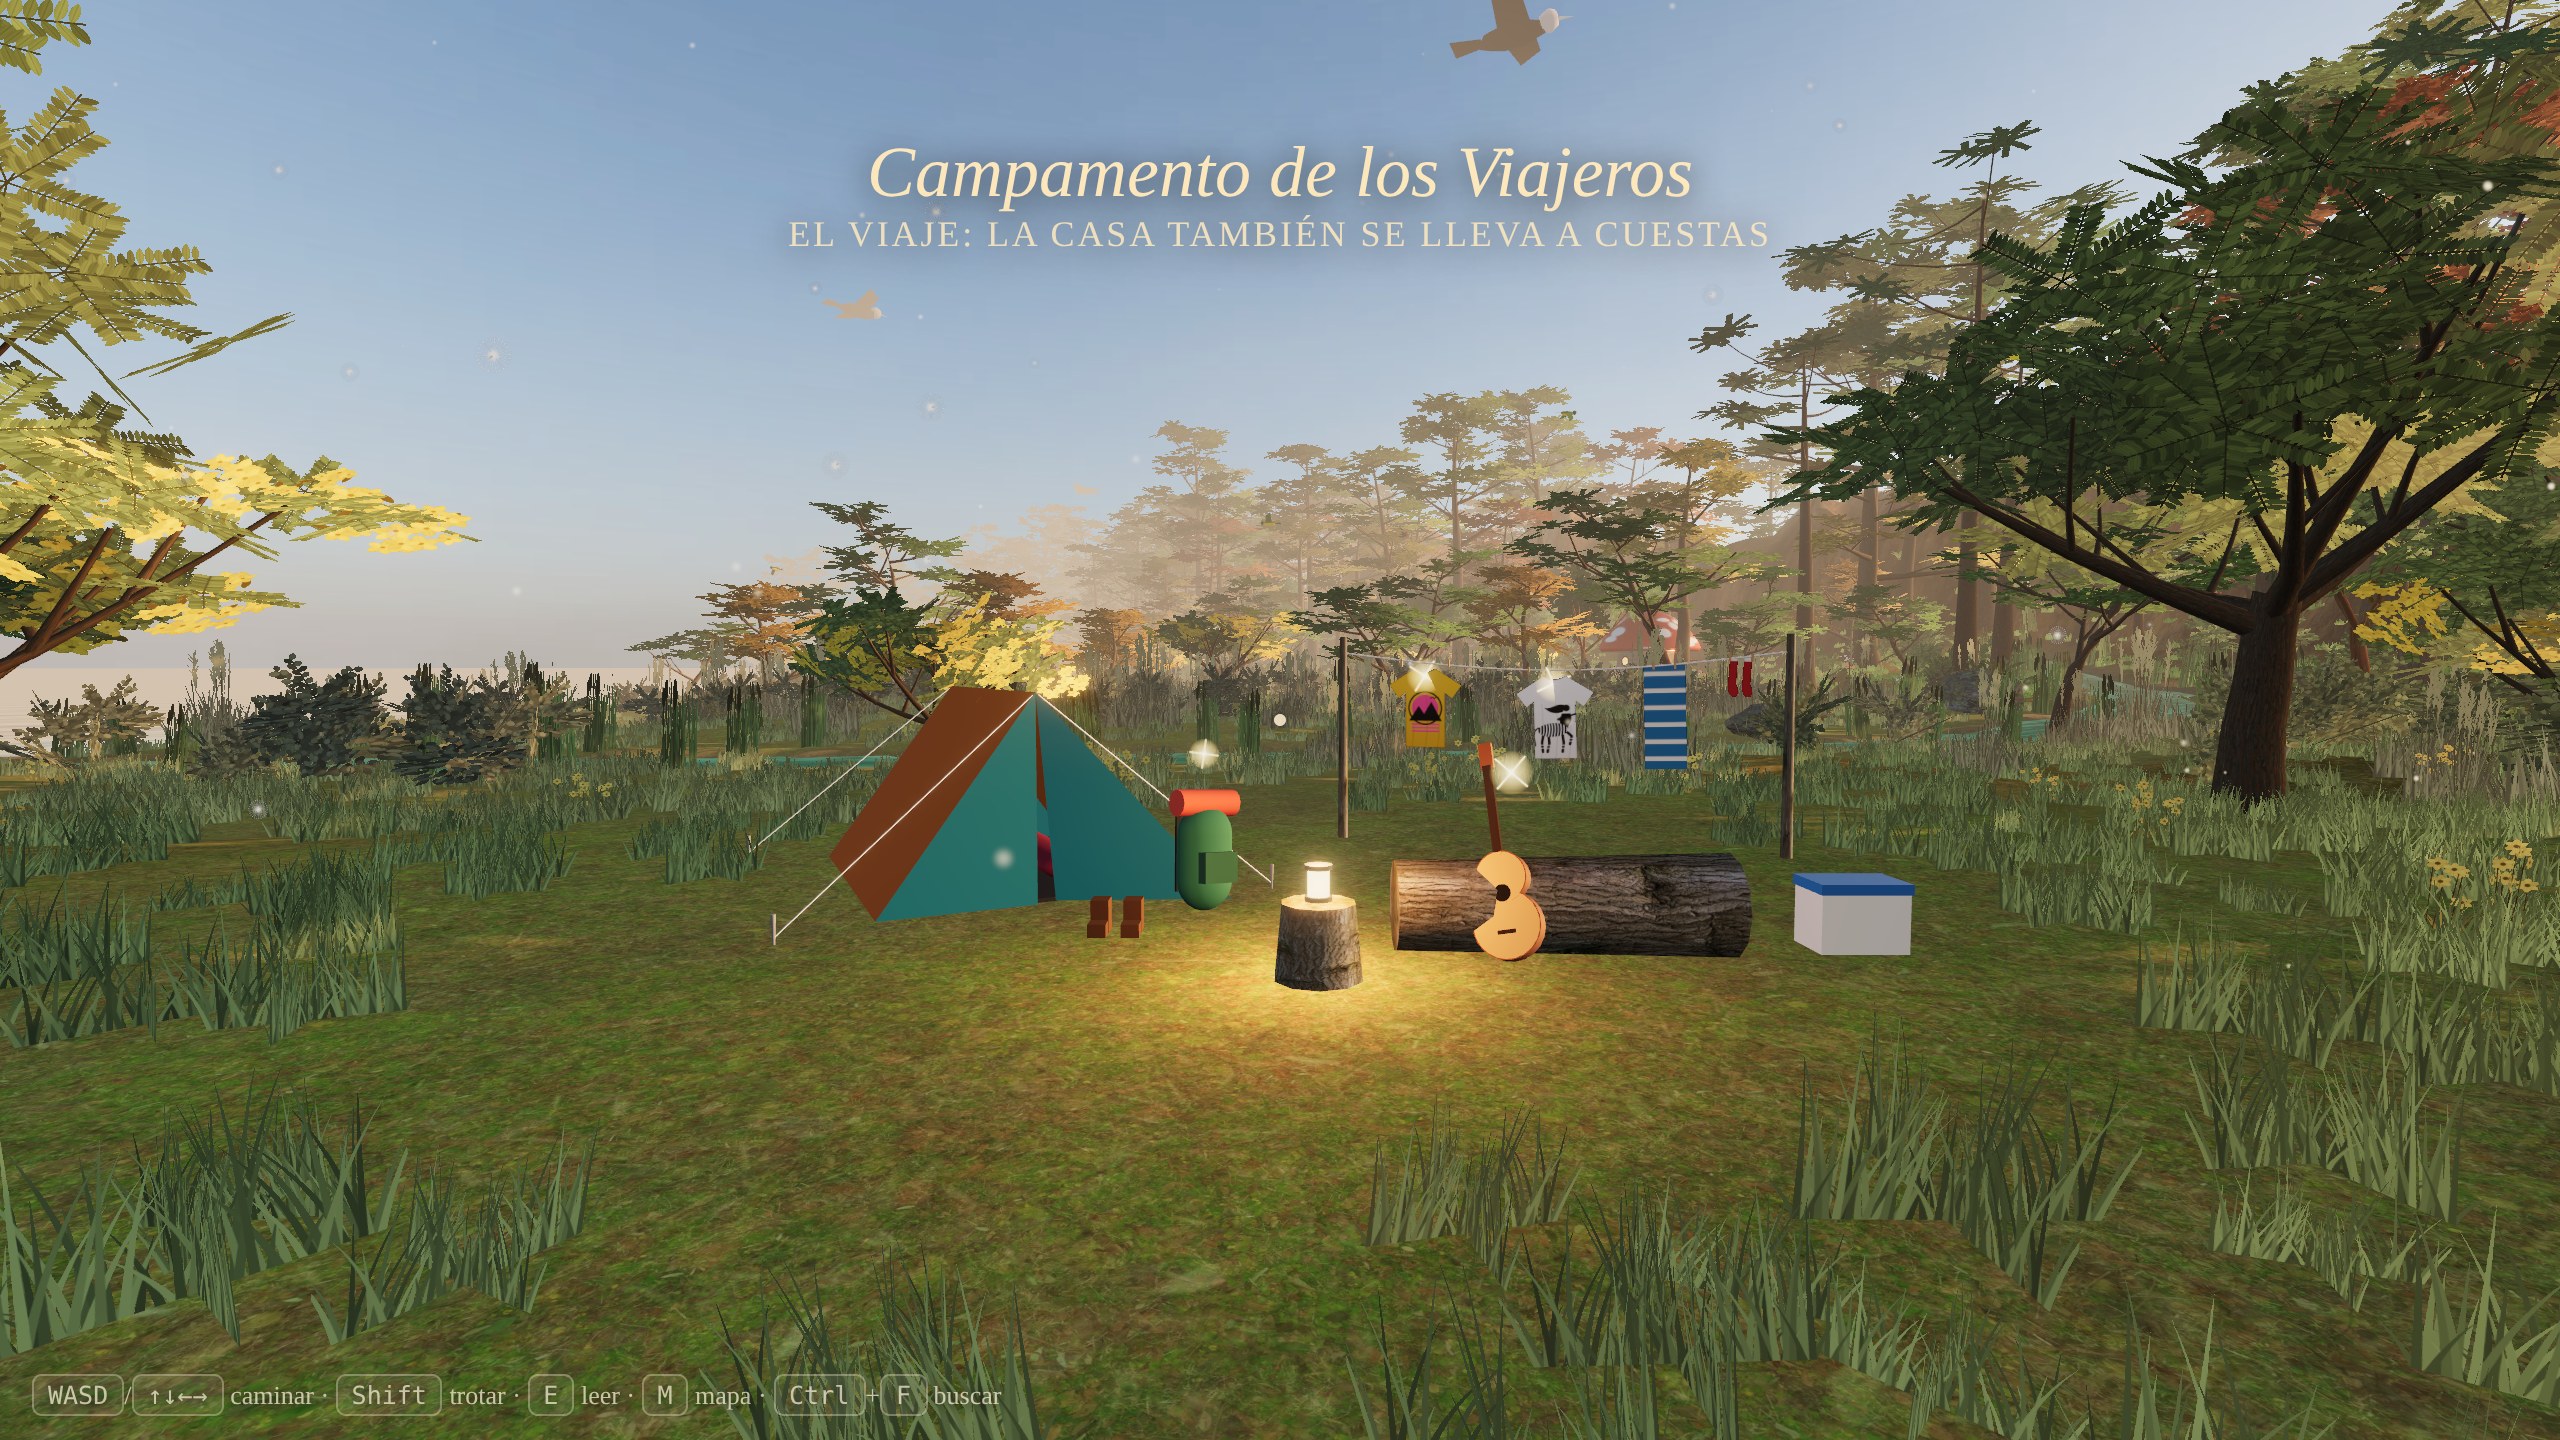 Campamento de los Viajeros
EL VIAJE: LA CASA TAMBIÉN SE LLEVA A CUESTAS
WASD/↑↓←→ caminar · Shift trotar · E leer · M mapa · Ctrl+F buscar